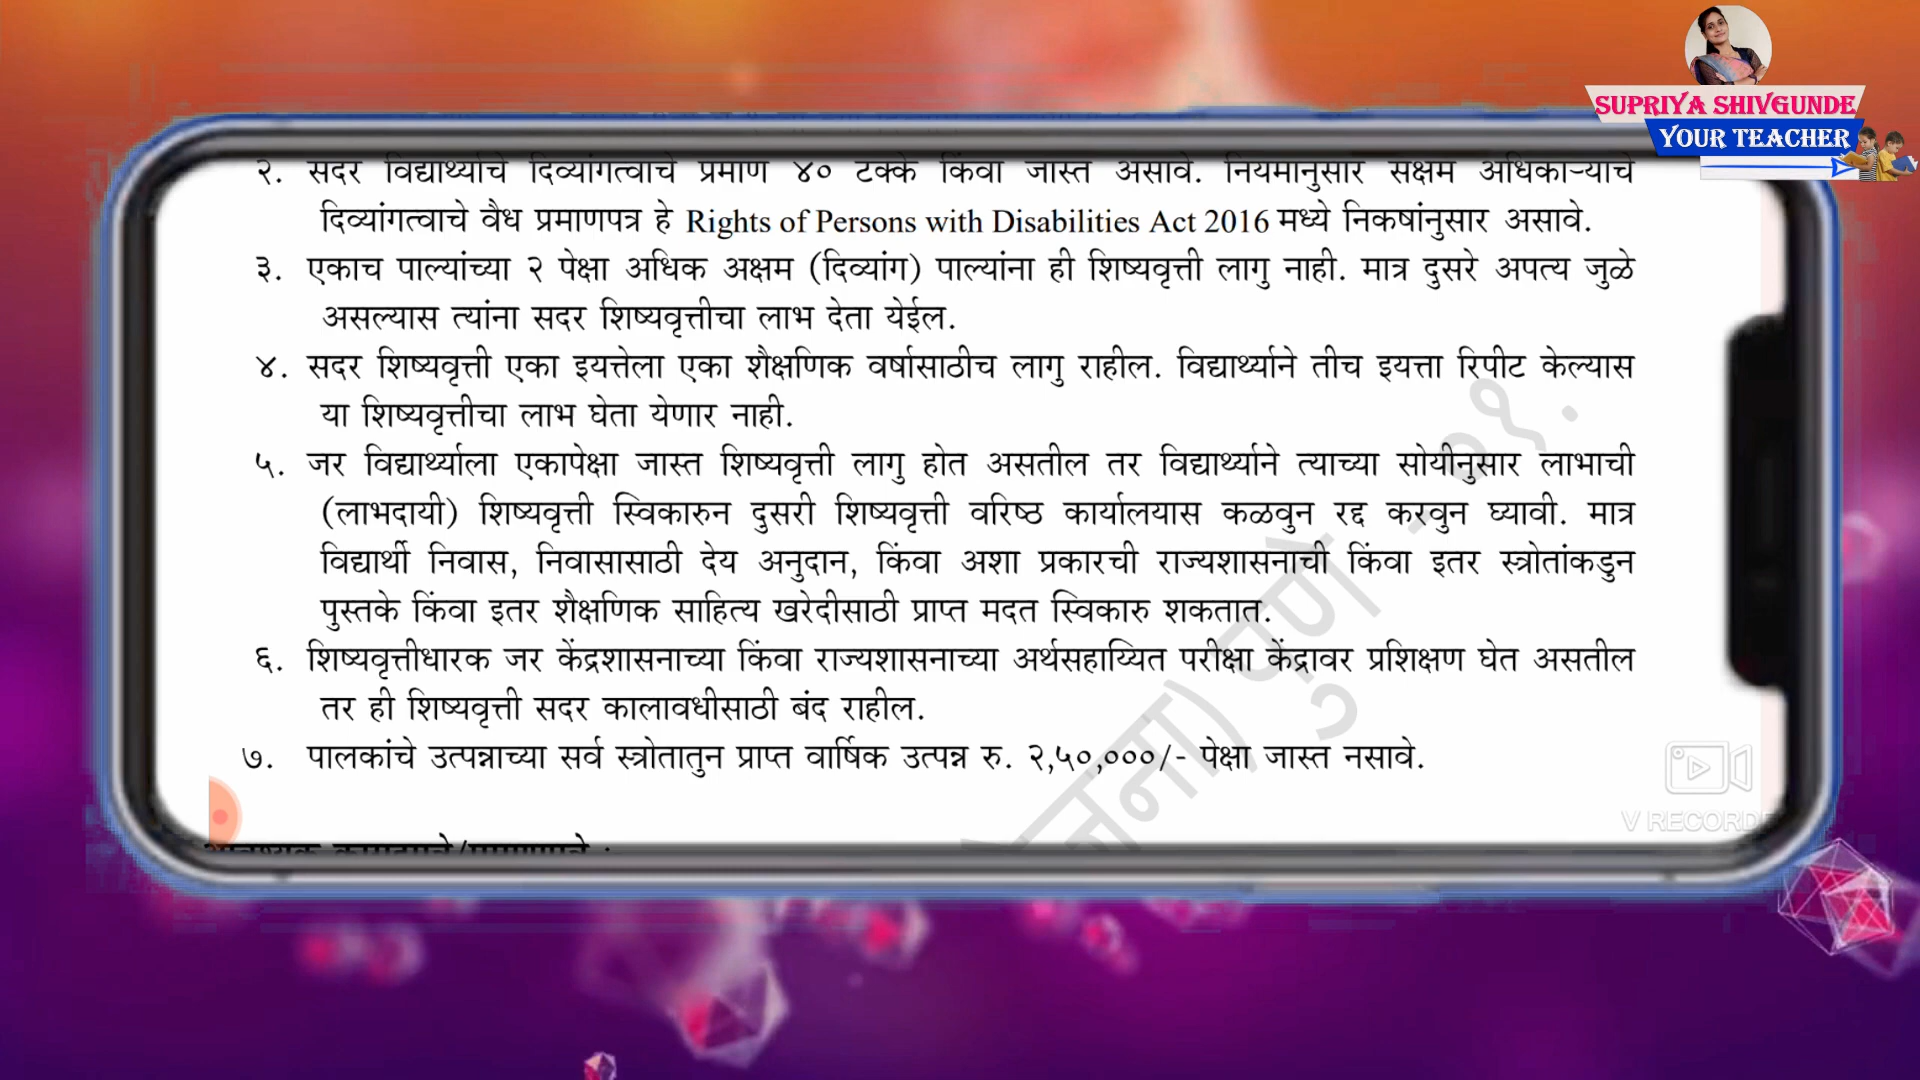 SUPRIYA SHIVGUNDE
YOUR TEACHER
२. सदर विद्यार्थ्याचे दिव्यांगत्वाचे प्रमाण ४० टक्के किंवा जास्त असावे. नियमानुसार सक्षम अधिकाऱ्याचे
दिव्यांगत्वाचे वैध प्रमाणपत्र हे Rights of Persons with Disabilities Act 2016 मध्ये निकषांनुसार असावे.
३. एकाच पाल्यांच्या २ पेक्षा अधिक अक्षम (दिव्यांग) पाल्यांना ही शिष्यवृत्ती लागु नाही. मात्र दुसरे अपत्य जुळे
असल्यास त्यांना सदर शिष्यवृत्तीचा लाभ देता येईल.
४. सदर शिष्यवृत्ती एका इयत्तेला एका शैक्षणिक वर्षासाठीच लागु राहील. विद्यार्थ्याने तीच इयत्ता रिपीट केल्यास
या शिष्यवृत्तीचा लाभ घेता येणार नाही.
५. जर विद्यार्थ्याला एकापेक्षा जास्त शिष्यवृत्ती लागु होत असतील तर विद्यार्थ्याने त्याच्या सोयीनुसार लाभाची
(लाभदायी) शिष्यवृत्ती स्विकारुन दुसरी शिष्यवृत्ती वरिष्ठ कार्यालयास कळवुन रद्द करवुन घ्यावी. मात्र
विद्यार्थी निवास, निवासासाठी देय अनुदान, किंवा अशा प्रकारची राज्यशासनाची किंवा इतर स्त्रोतांकडुन
पुस्तके किंवा इतर शैक्षणिक साहित्य खरेदीसाठी प्राप्त मदत स्विकारु शकतात.
६. शिष्यवृत्तीधारक जर केंद्रशासनाच्या किंवा राज्यशासनाच्या अर्थसहाय्यित परीक्षा केंद्रावर प्रशिक्षण घेत असतील
तर ही शिष्यवृत्ती सदर कालावधीसाठी बंद राहील.
७. पालकांचे उत्पन्नाच्या सर्व स्त्रोतातुन प्राप्त वार्षिक उत्पन्न रु. २,५०,०००/- पेक्षा जास्त नसावे.
पुणे
V RECORDE